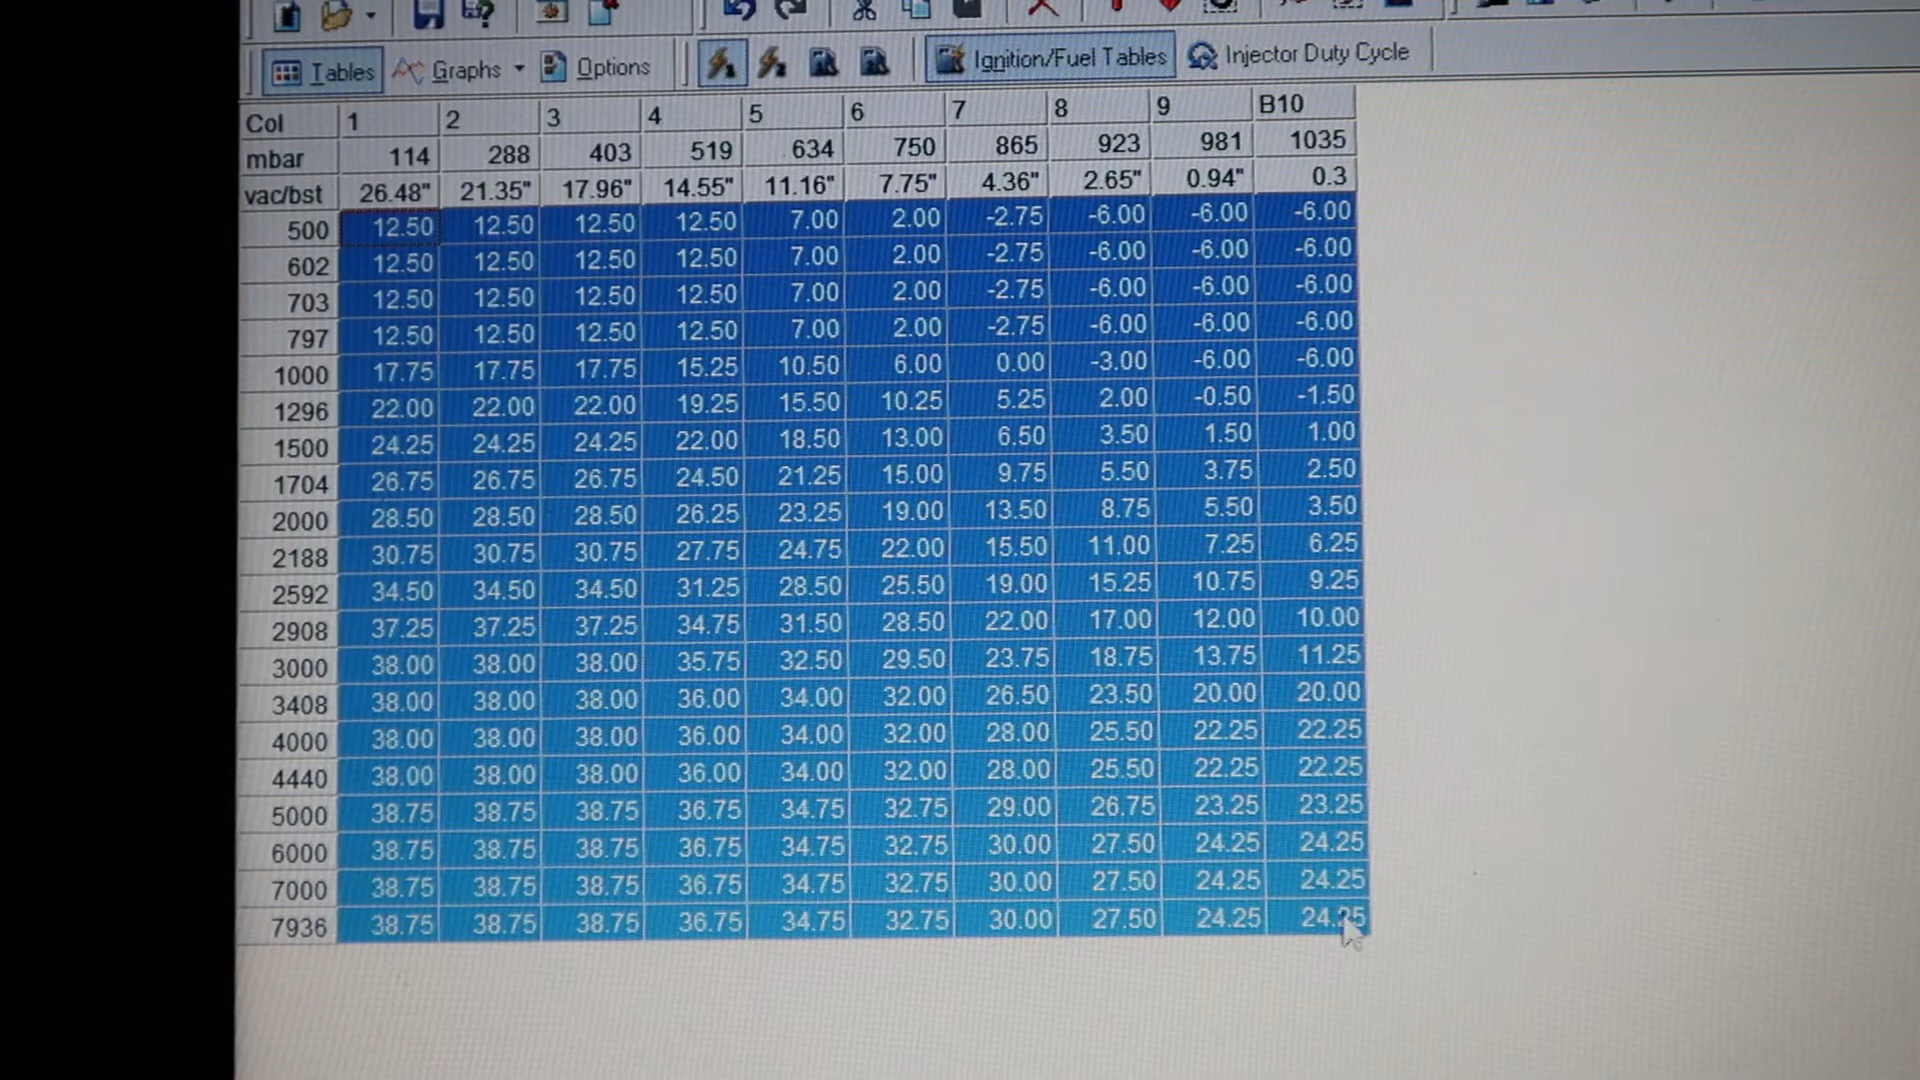 Tables Graphs Options Ignition/Fuel Tables Injector Duty Cycle
Col 1 2 3 4 5 6 7 8 9 B10
mbar 114 288 403 519 634 750 865 923 981 1035
vac/bst 26.48" 21.35" 17.96" 14.55" 11.16" 7.75" 4.36" 2.65" 0.94" 0.3
500 12.50 12.50 12.50 12.50 7.00 2.00 -2.75 -6.00 -6.00 -6.00
602 12.50 12.50 12.50 12.50 7.00 2.00 -2.75 -6.00 -6.00 -6.00
703 12.50 12.50 12.50 12.50 7.00 2.00 -2.75 -6.00 -6.00 -6.00
797 12.50 12.50 12.50 12.50 7.00 2.00 -2.75 -6.00 -6.00 -6.00
1000 17.75 17.75 17.75 15.25 10.50 6.00 0.00 -3.00 -6.00 -6.00
1296 22.00 22.00 22.00 19.25 15.50 10.25 5.25 2.00 -0.50 -1.50
1500 24.25 24.25 24.25 22.00 18.50 13.00 6.50 3.50 1.50 1.00
1704 26.75 26.75 26.75 24.50 21.25 15.00 9.75 5.50 3.75 2.50
2000 28.50 28.50 28.50 26.25 23.25 19.00 13.50 8.75 5.50 3.50
2188 30.75 30.75 30.75 27.75 24.75 22.00 15.50 11.00 7.25 6.25
2592 34.50 34.50 34.50 31.25 28.50 25.50 19.00 15.25 10.75 9.25
2908 37.25 37.25 37.25 34.75 31.50 28.50 22.00 17.00 12.00 10.00
3000 38.00 38.00 38.00 35.75 32.50 29.50 23.75 18.75 13.75 11.25
3408 38.00 38.00 38.00 36.00 34.00 32.00 26.50 23.50 20.00 20.00
4000 38.00 38.00 38.00 36.00 34.00 32.00 28.00 25.50 22.25 22.25
4440 38.00 38.00 38.00 36.00 34.00 32.00 28.00 25.50 22.25 22.25
5000 38.75 38.75 38.75 36.75 34.75 32.75 29.00 26.75 23.25 23.25
6000 38.75 38.75 38.75 36.75 34.75 32.75 30.00 27.50 24.25 24.25
7000 38.75 38.75 38.75 36.75 34.75 32.75 30.00 27.50 24.25 24.25
7936 38.75 38.75 38.75 36.75 34.75 32.75 30.00 27.50 24.25 24.25